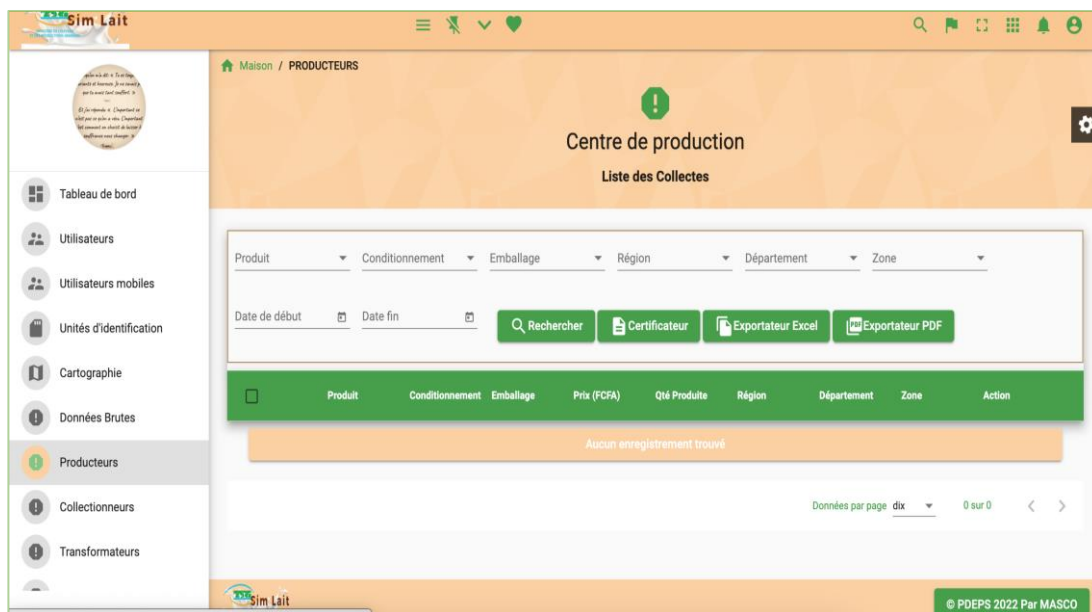 Sim Lait
Maison / PRODUCTEURS
Centre de production
Liste des Collectes
Tableau de bord
Utilisateurs
Utilisateurs mobiles
Unités d'identification
Cartographie
Données Brutes
Producteurs
Collectionneurs
Transformateurs
Produit Conditionnement Emballage Région Département Zone
Date de début Date fin Rechercher Certificateur Exportateur Excel PDF Exportateur PDF
Produit Conditionnement Emballage Prix (FCFA) Qté Produite Région Département Zone Action
Aucun enregistrement trouvé
Données par page dix 0 sur 0
Sim Lait
© PDEPS 2022 Par MASCO